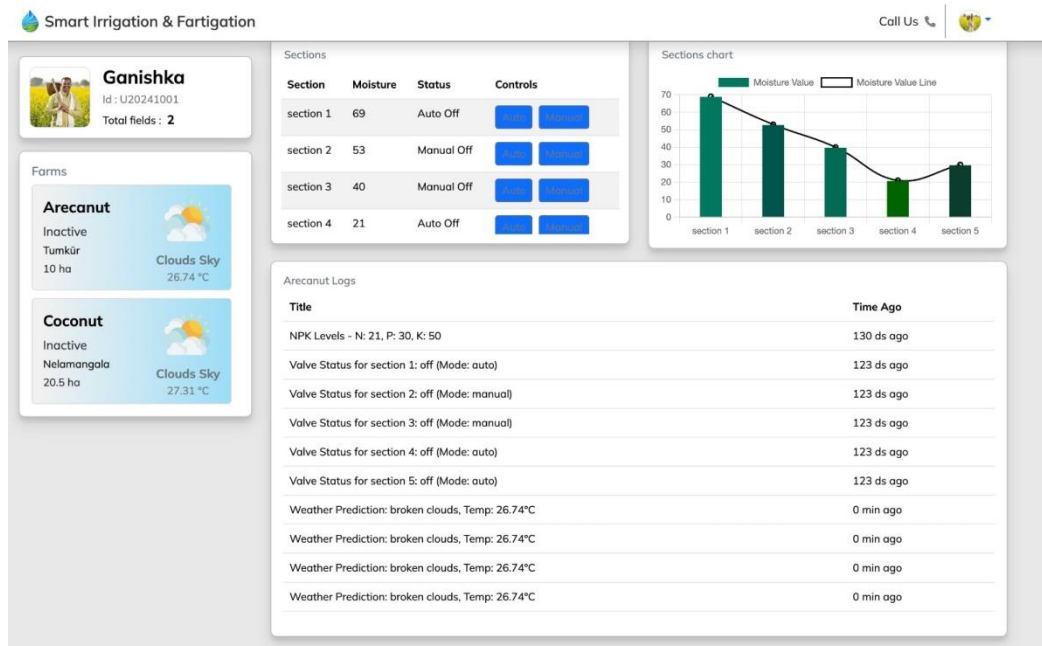 Smart Irrigation & Fartigation
Call Us
Ganishka
Id : U20241001
Total fields : 2
Farms
Arecanut
Inactive
Tumkūr
10 ha
Clouds Sky
26.74 °C
Coconut
Inactive
Nelamangala
20.5 ha
Clouds Sky
27.31 °C
Sections
Section Moisture Status Controls
section 1 69 Auto Off Auto Manual
section 2 53 Manual Off Auto Manual
section 3 40 Manual Off Auto Manual
section 4 21 Auto Off Auto Manual
Sections chart
Moisture Value Moisture Value Line
70
60
50
40
30
20
10
0
section 1 section 2 section 3 section 4 section 5
Arecanut Logs
Title Time Ago
NPK Levels - N: 21, P: 30, K: 50 130 ds ago
Valve Status for section 1: off (Mode: auto) 123 ds ago
Valve Status for section 2: off (Mode: manual) 123 ds ago
Valve Status for section 3: off (Mode: manual) 123 ds ago
Valve Status for section 4: off (Mode: auto) 123 ds ago
Valve Status for section 5: off (Mode: auto) 123 ds ago
Weather Prediction: broken clouds, Temp: 26.74°C 0 min ago
Weather Prediction: broken clouds, Temp: 26.74°C 0 min ago
Weather Prediction: broken clouds, Temp: 26.74°C 0 min ago
Weather Prediction: broken clouds, Temp: 26.74°C 0 min ago